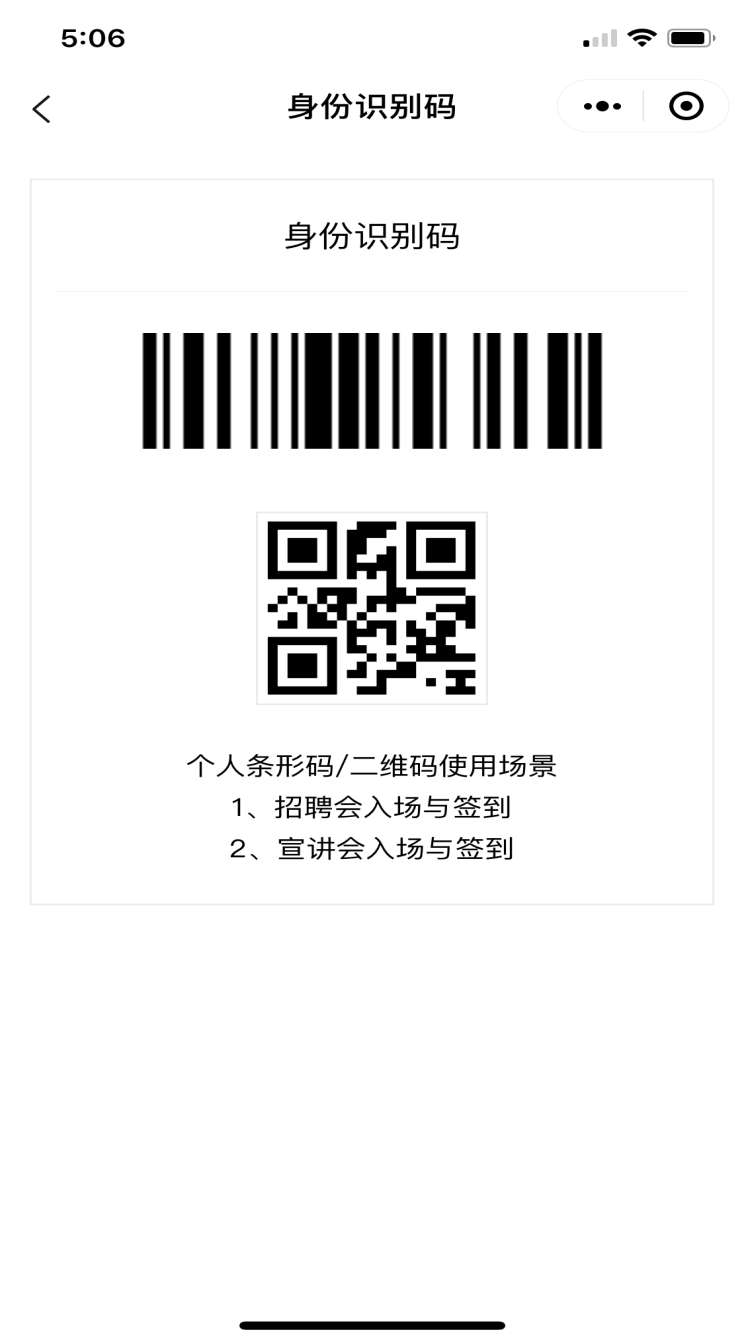 5:06
身份识别码
身份识别码
个人条形码/二维码使用场景
1、招聘会入场与签到
2、宣讲会入场与签到